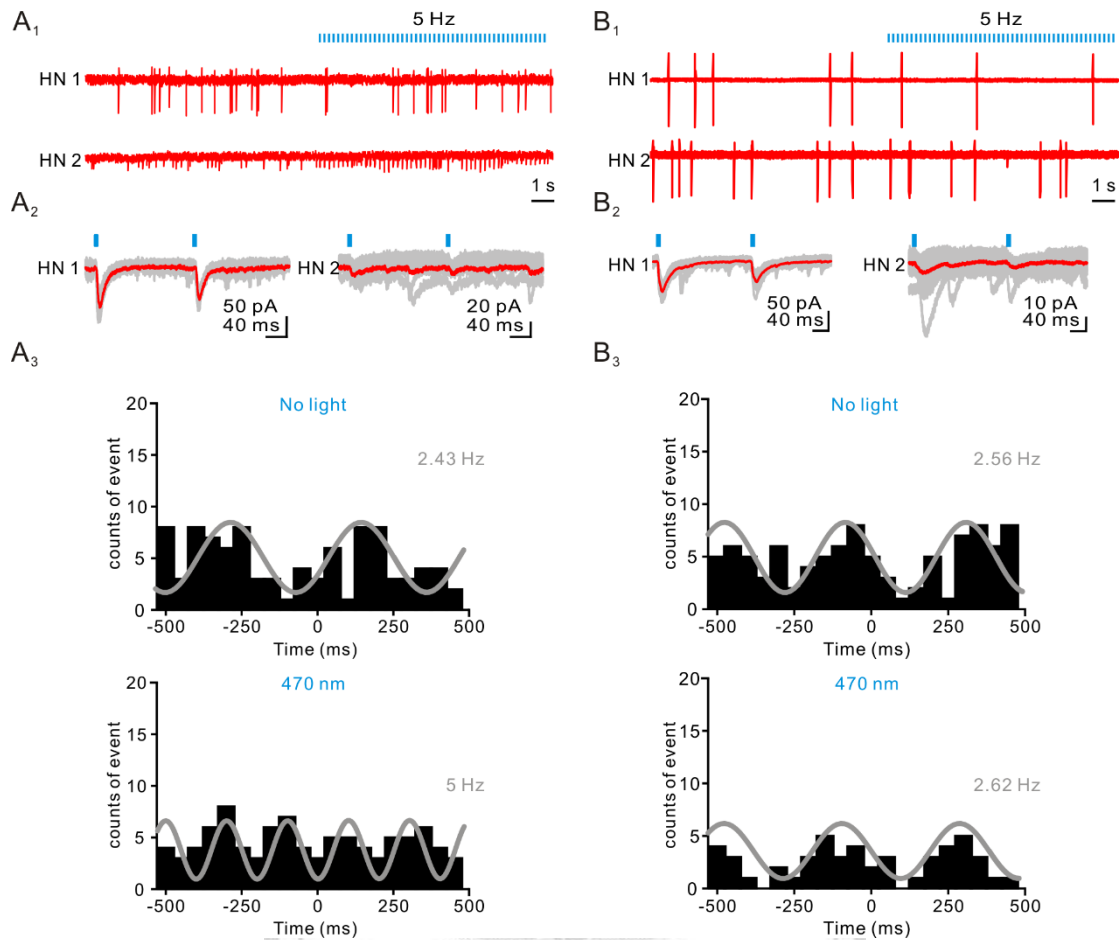 A1
5 Hz
HN 1
HN 2
1 s
A2
HN 1
50 pA
40 ms
HN 2
20 pA
40 ms
A3
No light
2.43 Hz
counts of event
20
15
10
5
0
-500
-250
0
250
500
Time (ms)
470 nm
5 Hz
counts of event
20
15
10
5
0
-500
-250
0
250
500
Time (ms)
B1
5 Hz
HN 1
HN 2
1 s
B2
HN 1
50 pA
40 ms
HN 2
10 pA
40 ms
B3
No light
2.56 Hz
counts of event
20
15
10
5
0
-500
-250
0
250
500
Time (ms)
470 nm
2.62 Hz
counts of event
20
15
10
5
0
-500
-250
0
250
500
Time (ms)